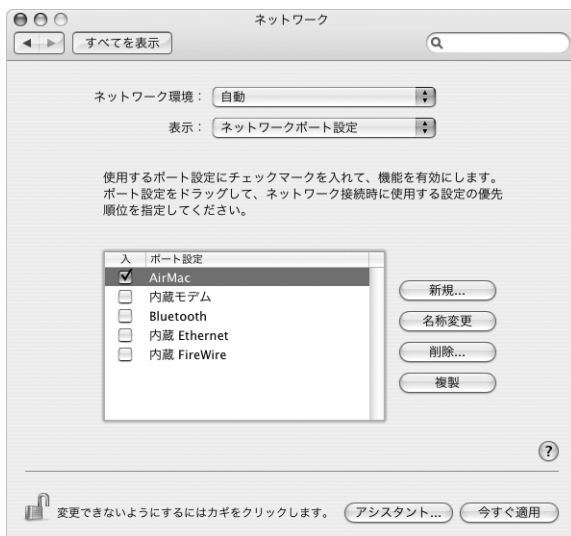 ネットワーク
すべてを表示
ネットワーク環境： 自動
表示： ネットワークポート設定
使用するポート設定にチェックマークを入れて、機能を有効にします。
ポート設定をドラッグして、ネットワーク接続時に使用する設定の優先
順位を指定してください。
入 ポート設定
AirMac
内蔵モデム
Bluetooth
内蔵 Ethernet
内蔵 FireWire
新規...
名称変更
削除...
複製
?
変更できないようにするにはカギをクリックします。 アシスタント... 今すぐ適用